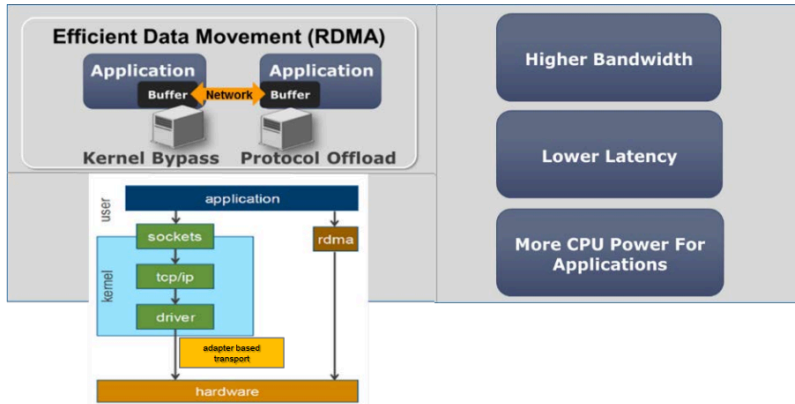 Efficient Data Movement (RDMA)
Application
Application
Buffer
Network
Buffer
Kernel Bypass
Protocol Offload
Higher Bandwidth
Lower Latency
More CPU Power For
Applications
user
application
sockets
rdma
kernel
tcp/ip
driver
adapter based
transport
hardware